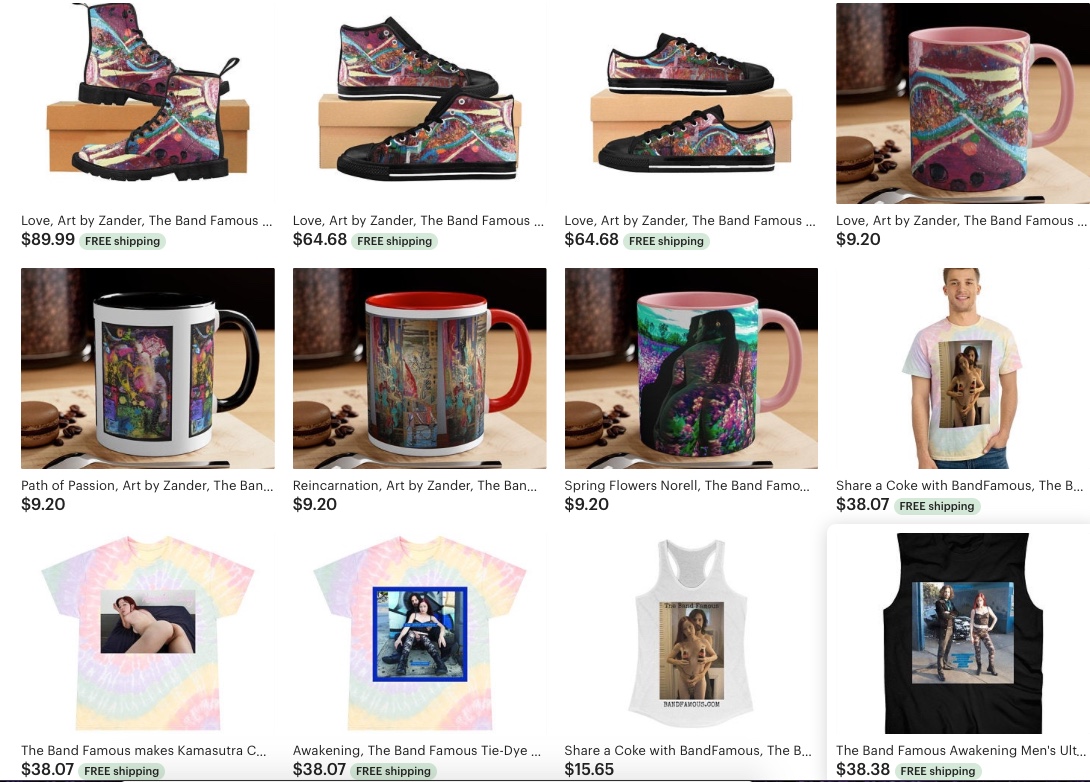 Love, Art by Zander, The Band Famous ...
$89.99 FREE shipping
Love, Art by Zander, The Band Famous ...
$64.68 FREE shipping
Love, Art by Zander, The Band Famous ...
$64.68 FREE shipping
Love, Art by Zander, The Band Famous ...
$9.20
Path of Passion, Art by Zander, The Ban...
$9.20
Reincarnation, Art by Zander, The Ban...
$9.20
Spring Flowers Norell, The Band Famo...
$9.20
Share a Coke with BandFamous, The B...
$38.07 FREE shipping
The Band Famous makes Kamasutra C...
$38.07 FREE shipping
Awakening, The Band Famous Tie-Dye ...
$38.07 FREE shipping
The Band Famous
BANDFAMOUS.COM
Share a Coke with BandFamous, The B...
$15.65
The Band Famous Awakening Men's Ult...
$38.38 FREE shipping